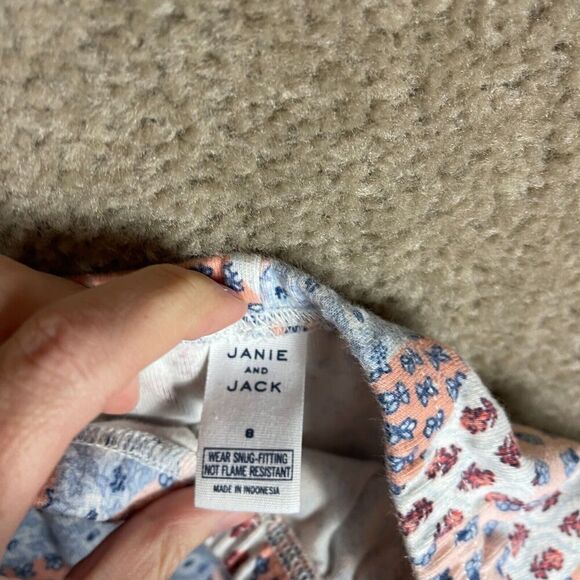 JANIE
AND
JACK
8
WEAR SNUG-FITTING
NOT FLAME RESISTANT
MADE IN INDONESIA